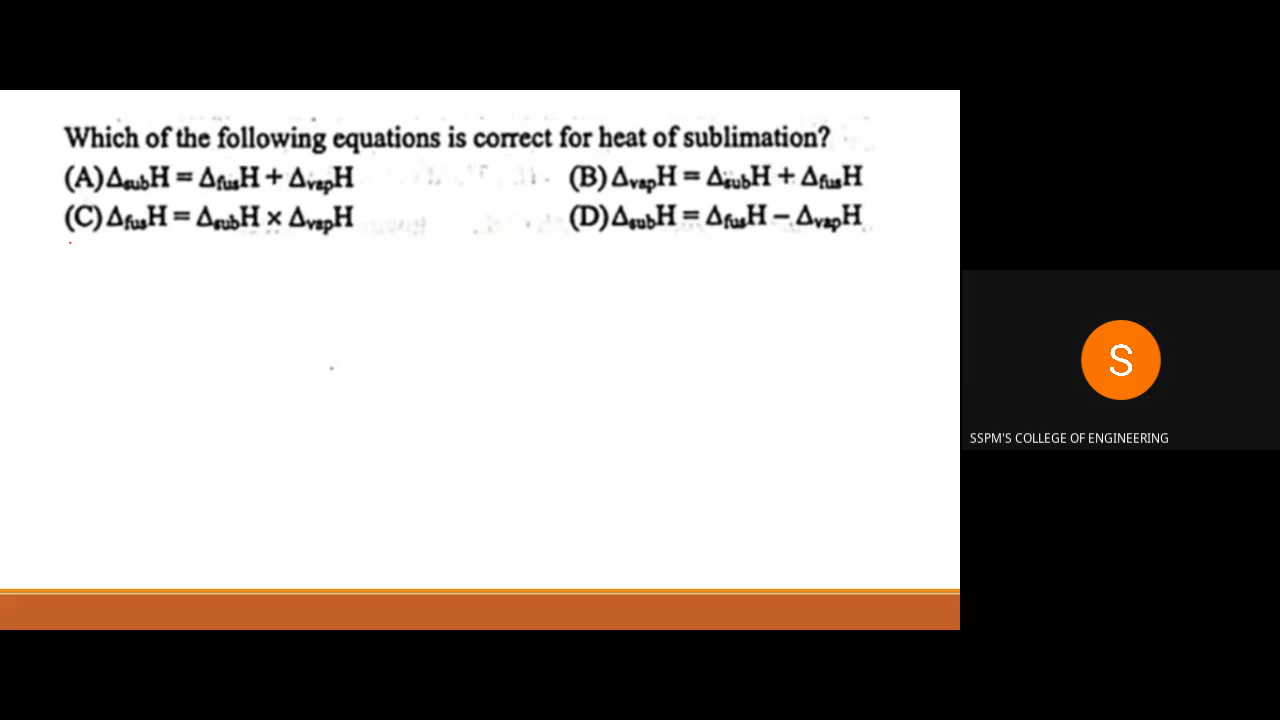 Which of the following equations is correct for heat of sublimation?
(A) ΔsubH = ΔfusH + ΔvapH (B) ΔvapH = ΔsubH + ΔfusH
(C) ΔfusH = ΔsubH × ΔvapH (D) ΔsubH = ΔfusH − ΔvapH
S
SSPM'S COLLEGE OF ENGINEERING